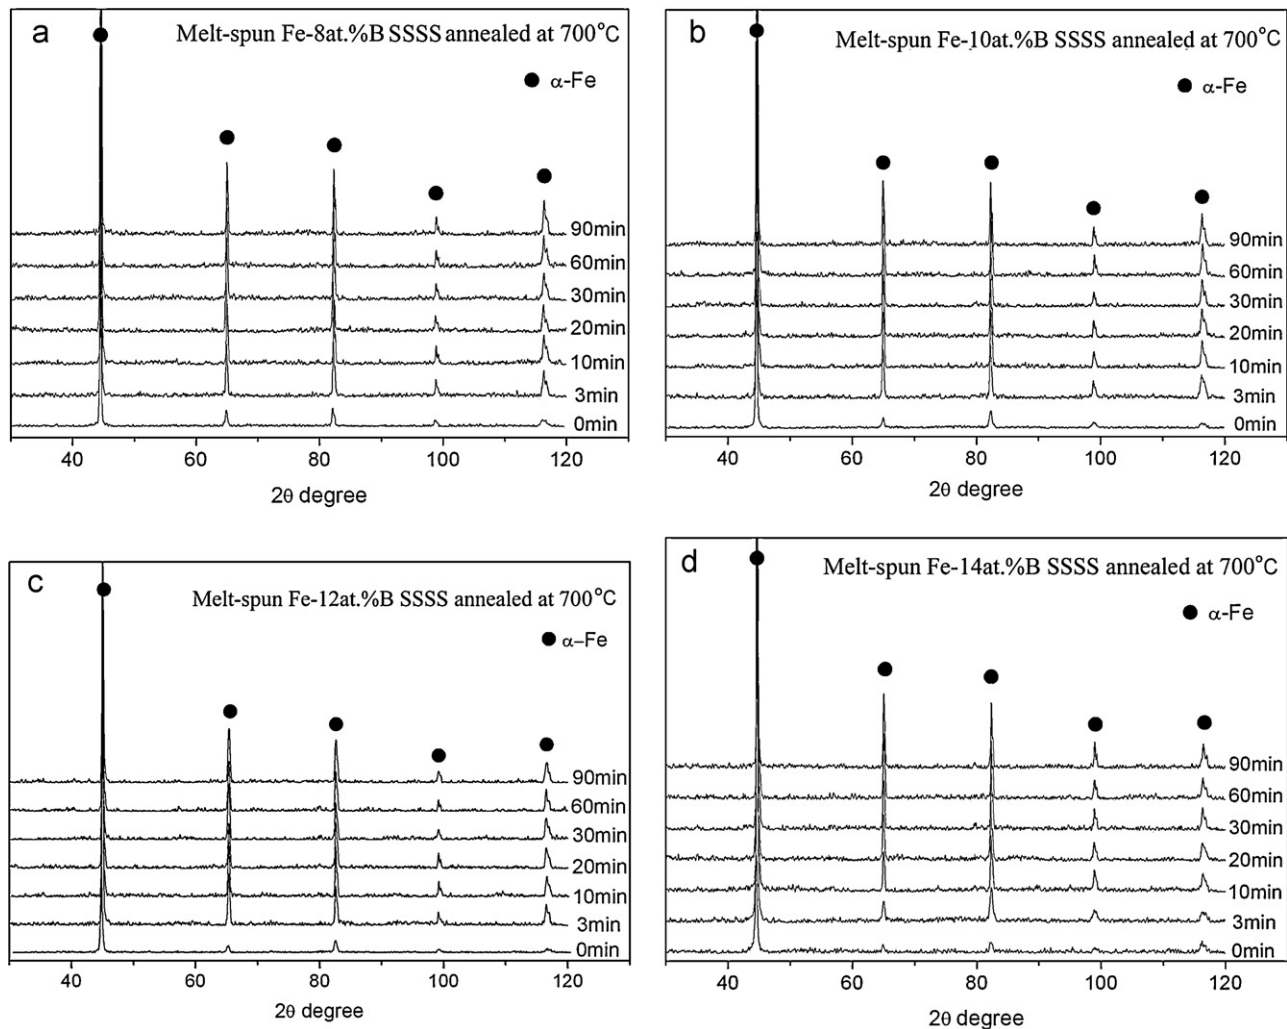 a
Melt-spun Fe-8at.%B SSSS annealed at 700°C
α-Fe
90min
60min
30min
20min
10min
3min
0min
40 60 80 100 120
2θ degree
b
Melt-spun Fe-10at.%B SSSS annealed at 700°C
α-Fe
90min
60min
30min
20min
10min
3min
0min
40 60 80 100 120
2θ degree
c
Melt-spun Fe-12at.%B SSSS annealed at 700°C
α–Fe
90min
60min
30min
20min
10min
3min
0min
40 60 80 100 120
2θ degree
d
Melt-spun Fe-14at.%B SSSS annealed at 700°C
α-Fe
90min
60min
30min
20min
10min
3min
0min
40 60 80 100 120
2θ degree